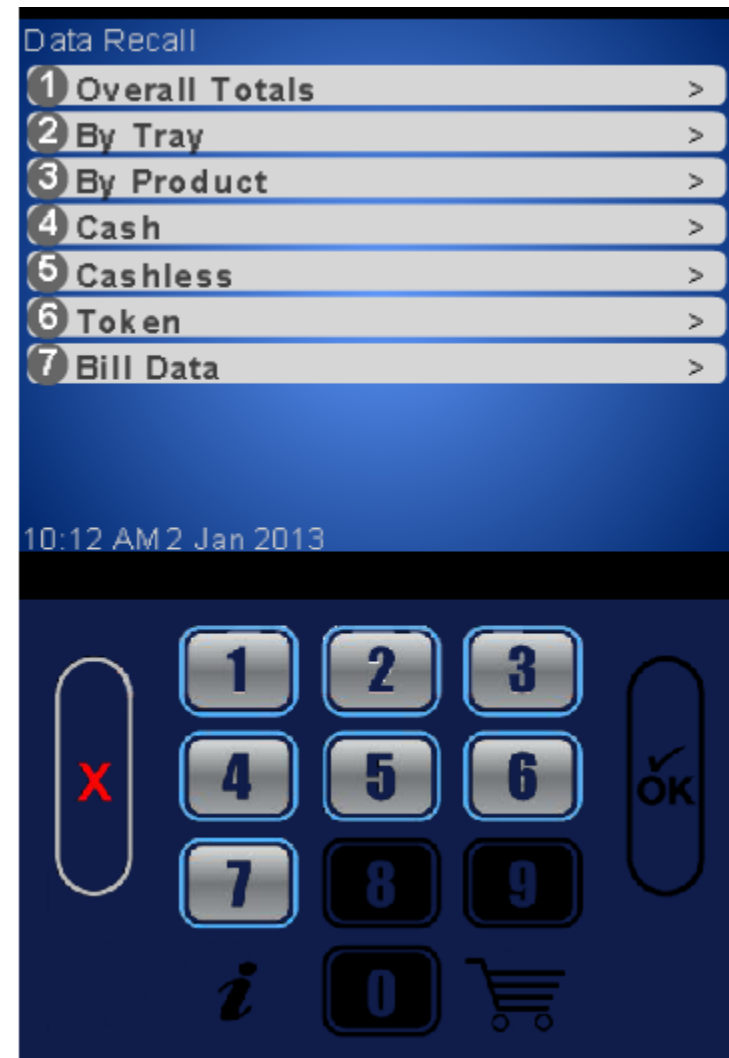 Data Recall
1 Overall Totals >
2 By Tray >
3 By Product >
4 Cash >
5 Cashless >
6 Token >
7 Bill Data >
10:12 AM 2 Jan 2013
1 2 3
X 4 5 6 OK
7 8 9
i 0